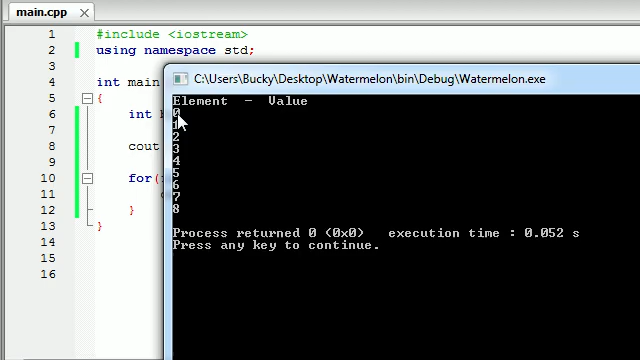 main.cpp
1 #include <iostream>
2 using namespace std;
3
4 int main
5 {
6 int
7
8 cout
9
10 for(
11
12 }
13 }
14
15
16
C:\Users\Bucky\Desktop\Watermelon\bin\Debug\Watermelon.exe
Element - Value
0
1
2
3
4
5
6
7
8
Process returned 0 (0x0) execution time : 0.052 s
Press any key to continue.